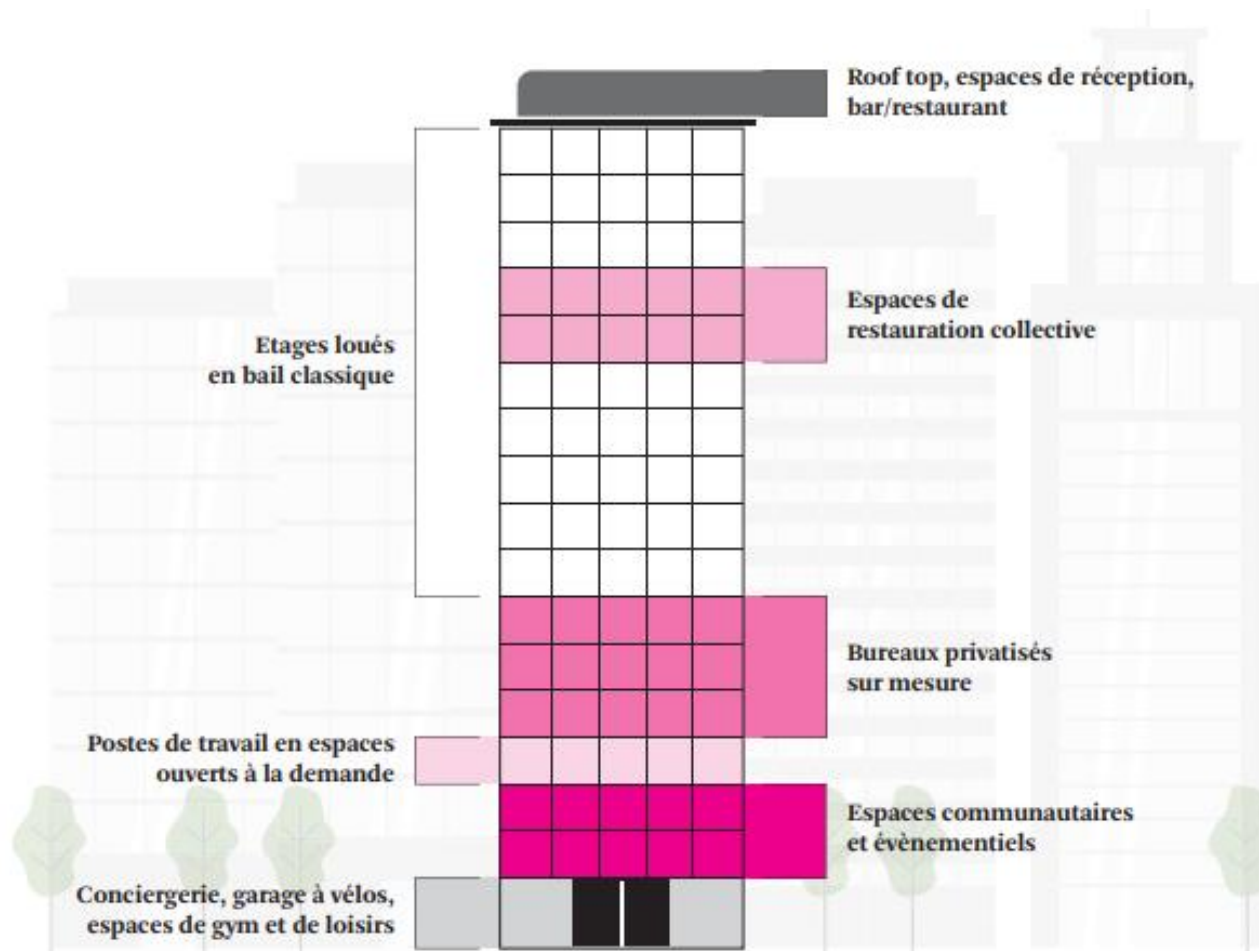 Roof top, espaces de réception,
bar/restaurant
Espaces de
restauration collective
Etages loués
en bail classique
Bureaux privatisés
sur mesure
Postes de travail en espaces
ouverts à la demande
Espaces communautaires
et évènementiels
Conciergerie, garage à vélos,
espaces de gym et de loisirs